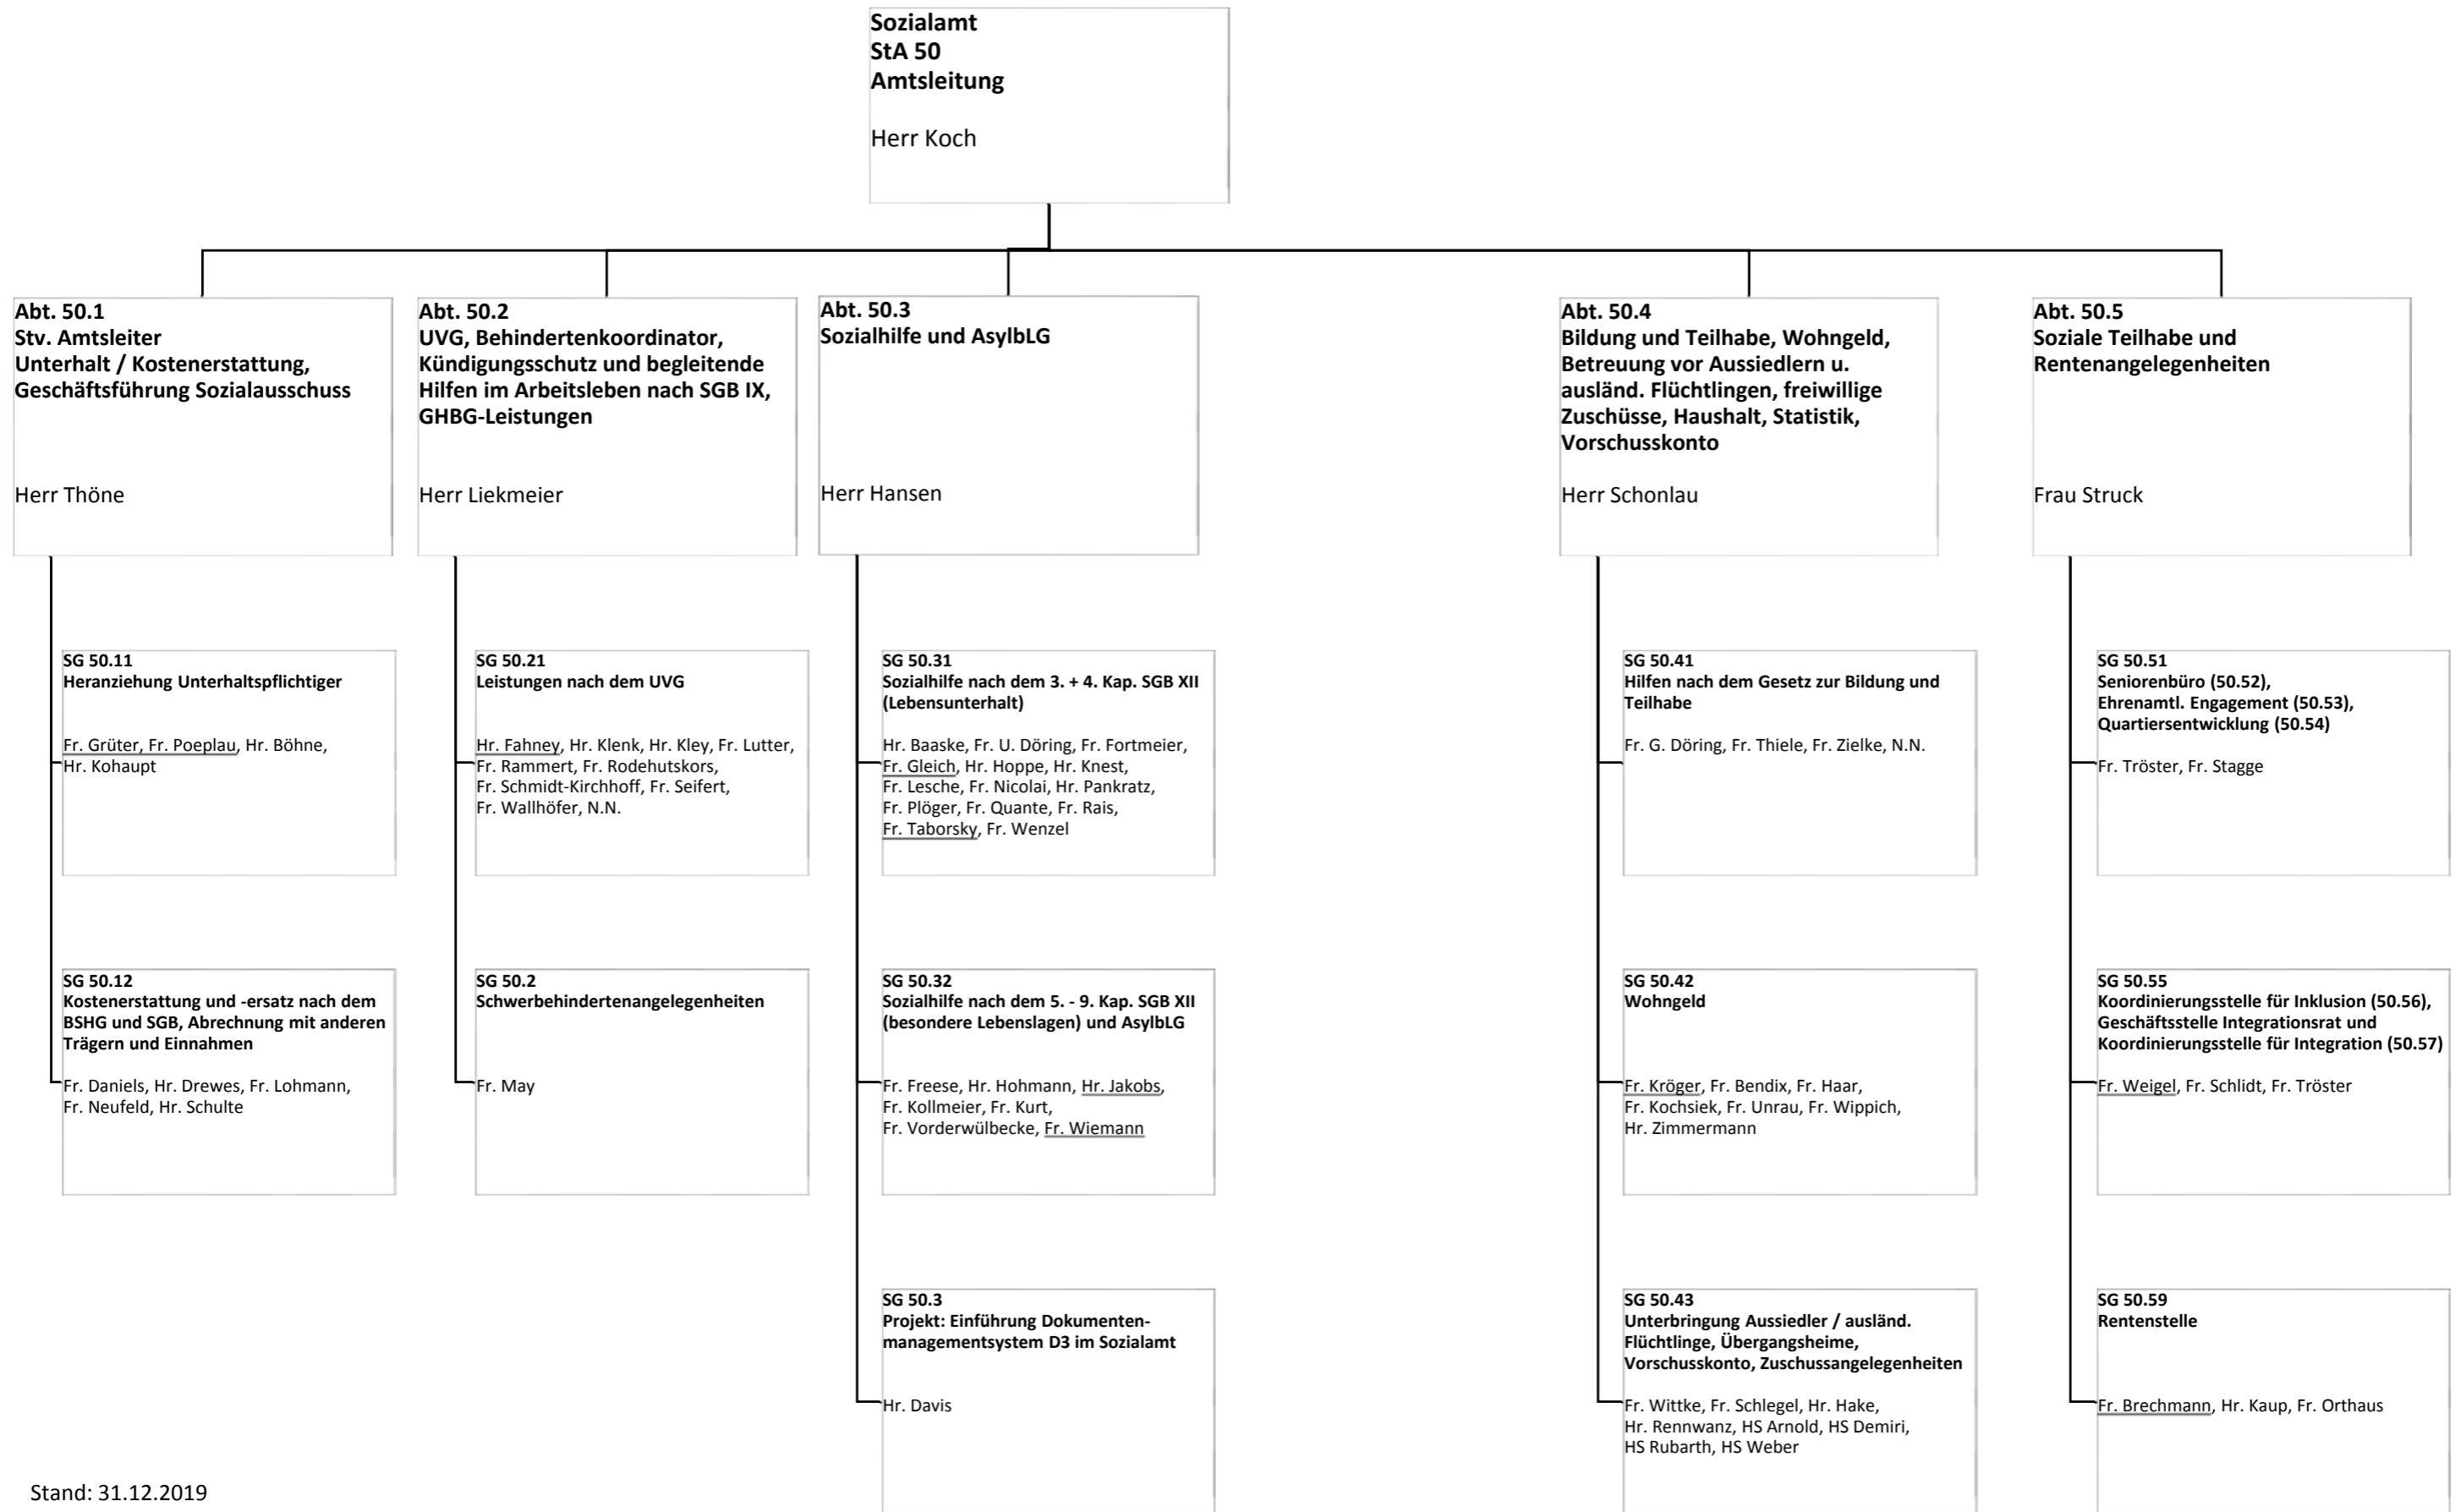 Sozialamt
StA 50
Amtsleitung
Herr Koch
Abt. 50.1
Stv. Amtsleiter
Unterhalt / Kostenerstattung,
Geschäftsführung Sozialausschuss
Herr Thöne
Abt. 50.2
UVG, Behindertenkoordinator,
Kündigungsschutz und begleitende
Hilfen im Arbeitsleben nach SGB IX,
GHBG-Leistungen
Herr Liekmeier
Abt. 50.3
Sozialhilfe und AsylbLG
Herr Hansen
Abt. 50.4
Bildung und Teilhabe, Wohngeld,
Betreuung vor Aussiedlern u.
ausländ. Flüchtlingen, freiwillige
Zuschüsse, Haushalt, Statistik,
Vorschusskonto
Herr Schonlau
Abt. 50.5
Soziale Teilhabe und
Rentenangelegenheiten
Frau Struck
SG 50.11
Heranziehung Unterhaltspflichtiger
Fr. Grüter, Fr. Poeplau, Hr. Böhne,
Hr. Kohaupt
SG 50.21
Leistungen nach dem UVG
Hr. Fahney, Hr. Klenk, Hr. Kley, Fr. Lutter,
Fr. Rammert, Fr. Rodehutskors,
Fr. Schmidt-Kirchhoff, Fr. Seifert,
Fr. Wallhöfer, N.N.
SG 50.31
Sozialhilfe nach dem 3. + 4. Kap. SGB XII
(Lebensunterhalt)
Hr. Baaske, Fr. U. Döring, Fr. Fortmeier,
Fr. Gleich, Hr. Hoppe, Hr. Knest,
Fr. Lesche, Fr. Nicolai, Hr. Pankratz,
Fr. Plöger, Fr. Quante, Fr. Rais,
Fr. Taborsky, Fr. Wenzel
SG 50.41
Hilfen nach dem Gesetz zur Bildung und
Teilhabe
Fr. G. Döring, Fr. Thiele, Fr. Zielke, N.N.
SG 50.51
Seniorenbüro (50.52),
Ehrenamtl. Engagement (50.53),
Quartiersentwicklung (50.54)
Fr. Tröster, Fr. Stagge
SG 50.12
Kostenerstattung und -ersatz nach dem
BSHG und SGB, Abrechnung mit anderen
Trägern und Einnahmen
Fr. Daniels, Hr. Drewes, Fr. Lohmann,
Fr. Neufeld, Hr. Schulte
SG 50.2
Schwerbehindertenangelegenheiten
Fr. May
SG 50.32
Sozialhilfe nach dem 5. - 9. Kap. SGB XII
(besondere Lebenslagen) und AsylbLG
Fr. Freese, Hr. Hohmann, Hr. Jakobs,
Fr. Kollmeier, Fr. Kurt,
Fr. Vorderwülbecke, Fr. Wiemann
SG 50.42
Wohngeld
Fr. Kröger, Fr. Bendix, Fr. Haar,
Fr. Kochsiek, Fr. Unrau, Fr. Wippich,
Hr. Zimmermann
SG 50.55
Koordinierungsstelle für Inklusion (50.56),
Geschäftsstelle Integrationsrat und
Koordinierungsstelle für Integration (50.57)
Fr. Weigel, Fr. Schlidt, Fr. Tröster
SG 50.3
Projekt: Einführung Dokumenten-
managementsystem D3 im Sozialamt
Hr. Davis
SG 50.43
Unterbringung Aussiedler / ausländ.
Flüchtlinge, Übergangsheime,
Vorschusskonto, Zuschussangelegenheiten
Fr. Wittke, Fr. Schlegel, Hr. Hake,
Hr. Rennwanz, HS Arnold, HS Demiri,
HS Rubarth, HS Weber
SG 50.59
Rentenstelle
Fr. Brechmann, Hr. Kaup, Fr. Orthaus
Stand: 31.12.2019